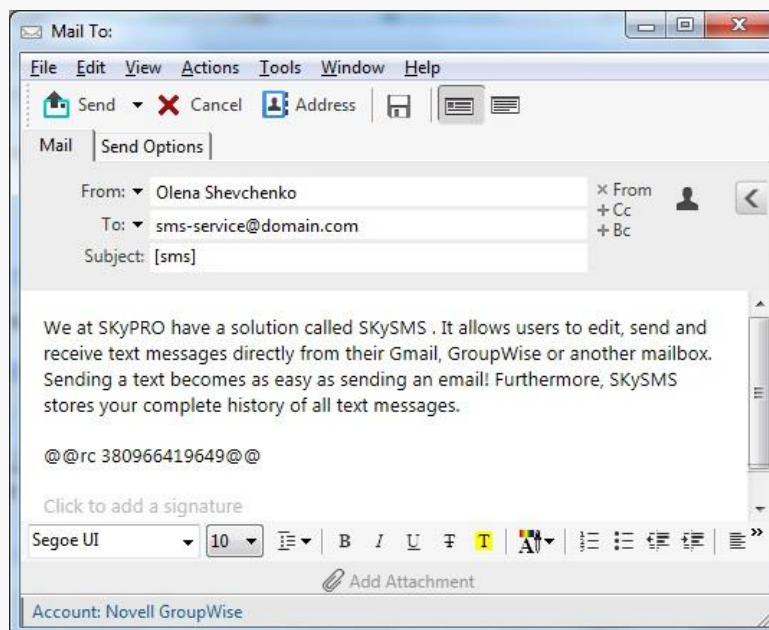 Mail To:
File Edit View Actions Tools Window Help
Send Cancel Address
Mail Send Options
From: Olena Shevchenko × From
+ Cc
To: sms-service@domain.com
+ Bc
Subject: [sms]
We at SKyPRO have a solution called SKySMS . It allows users to edit, send and
receive text messages directly from their Gmail, GroupWise or another mailbox.
Sending a text becomes as easy as sending an email! Furthermore, SKySMS
stores your complete history of all text messages.
@@rc 380966419649@@
Click to add a signature
Segoe UI 10 B I U T T A »
Add Attachment
Account: Novell GroupWise